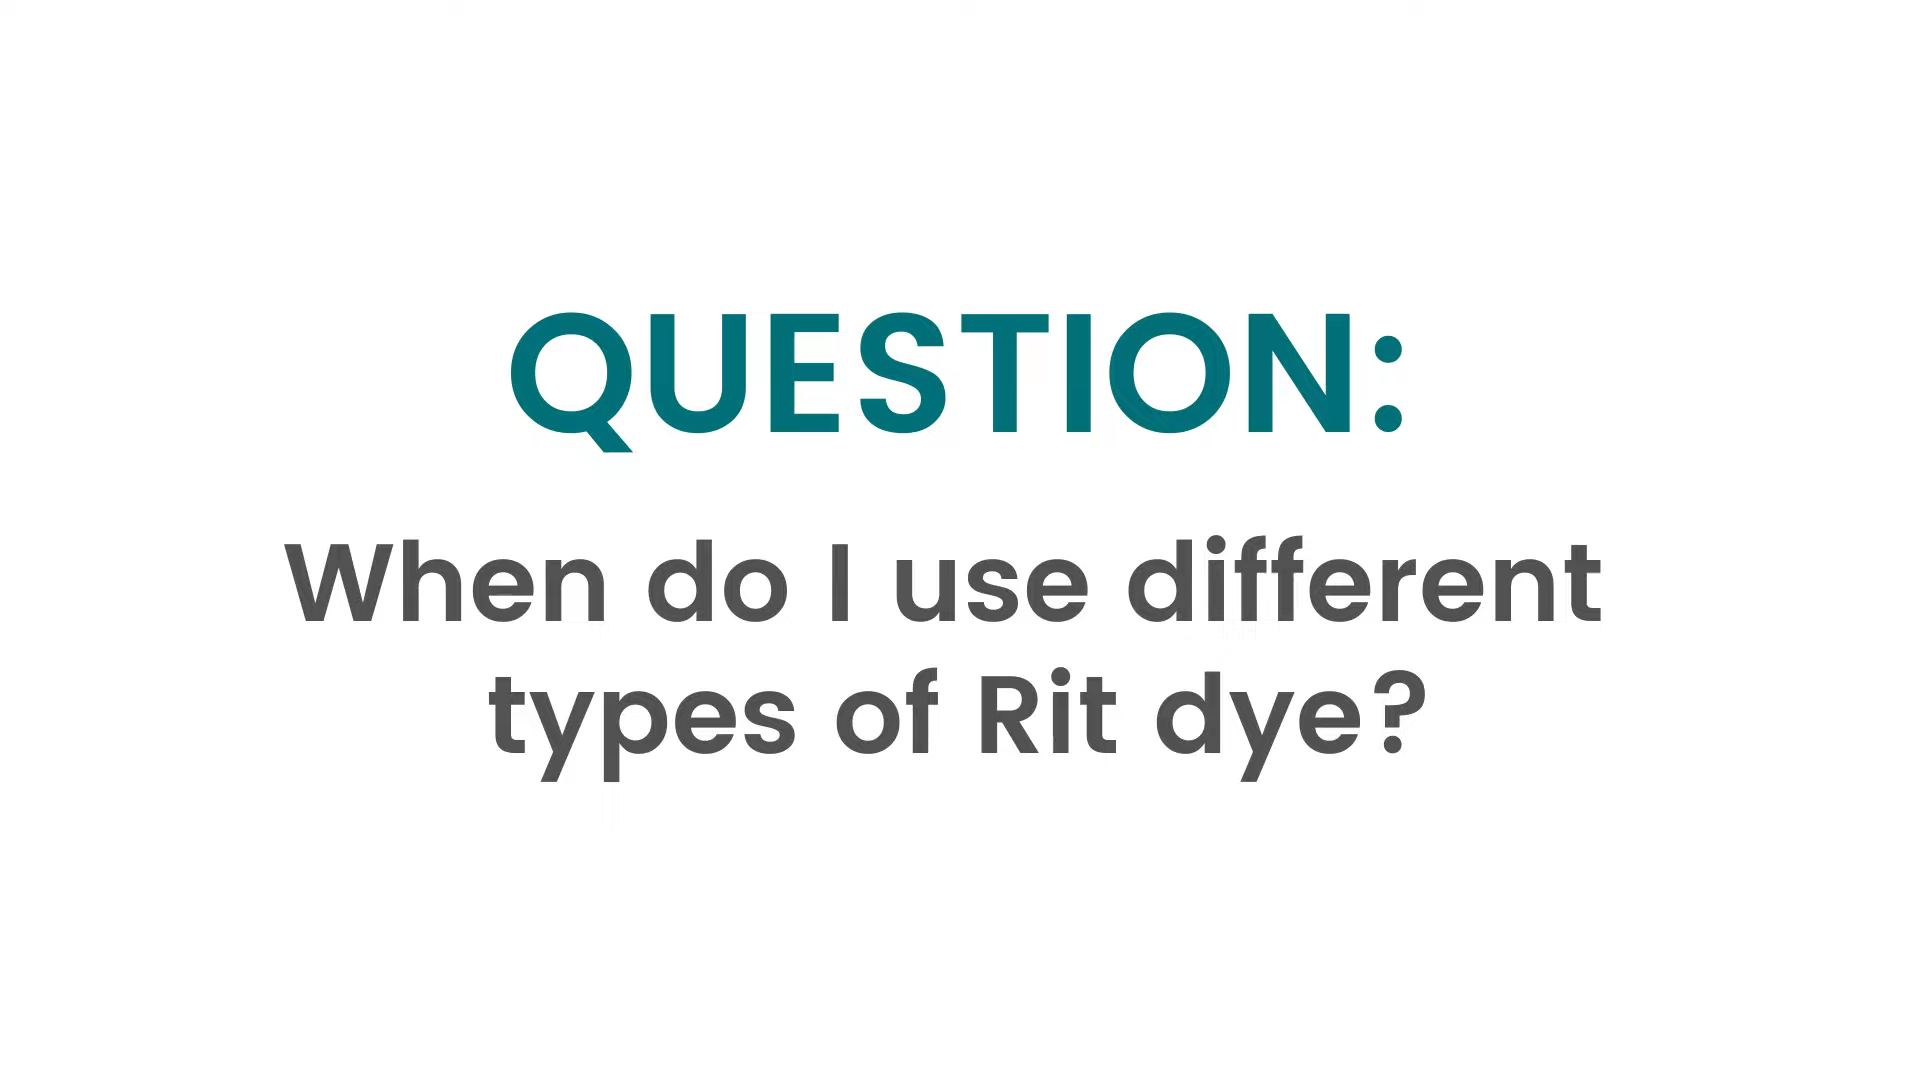 QUESTION:
When do I use different
types of Rit dye?